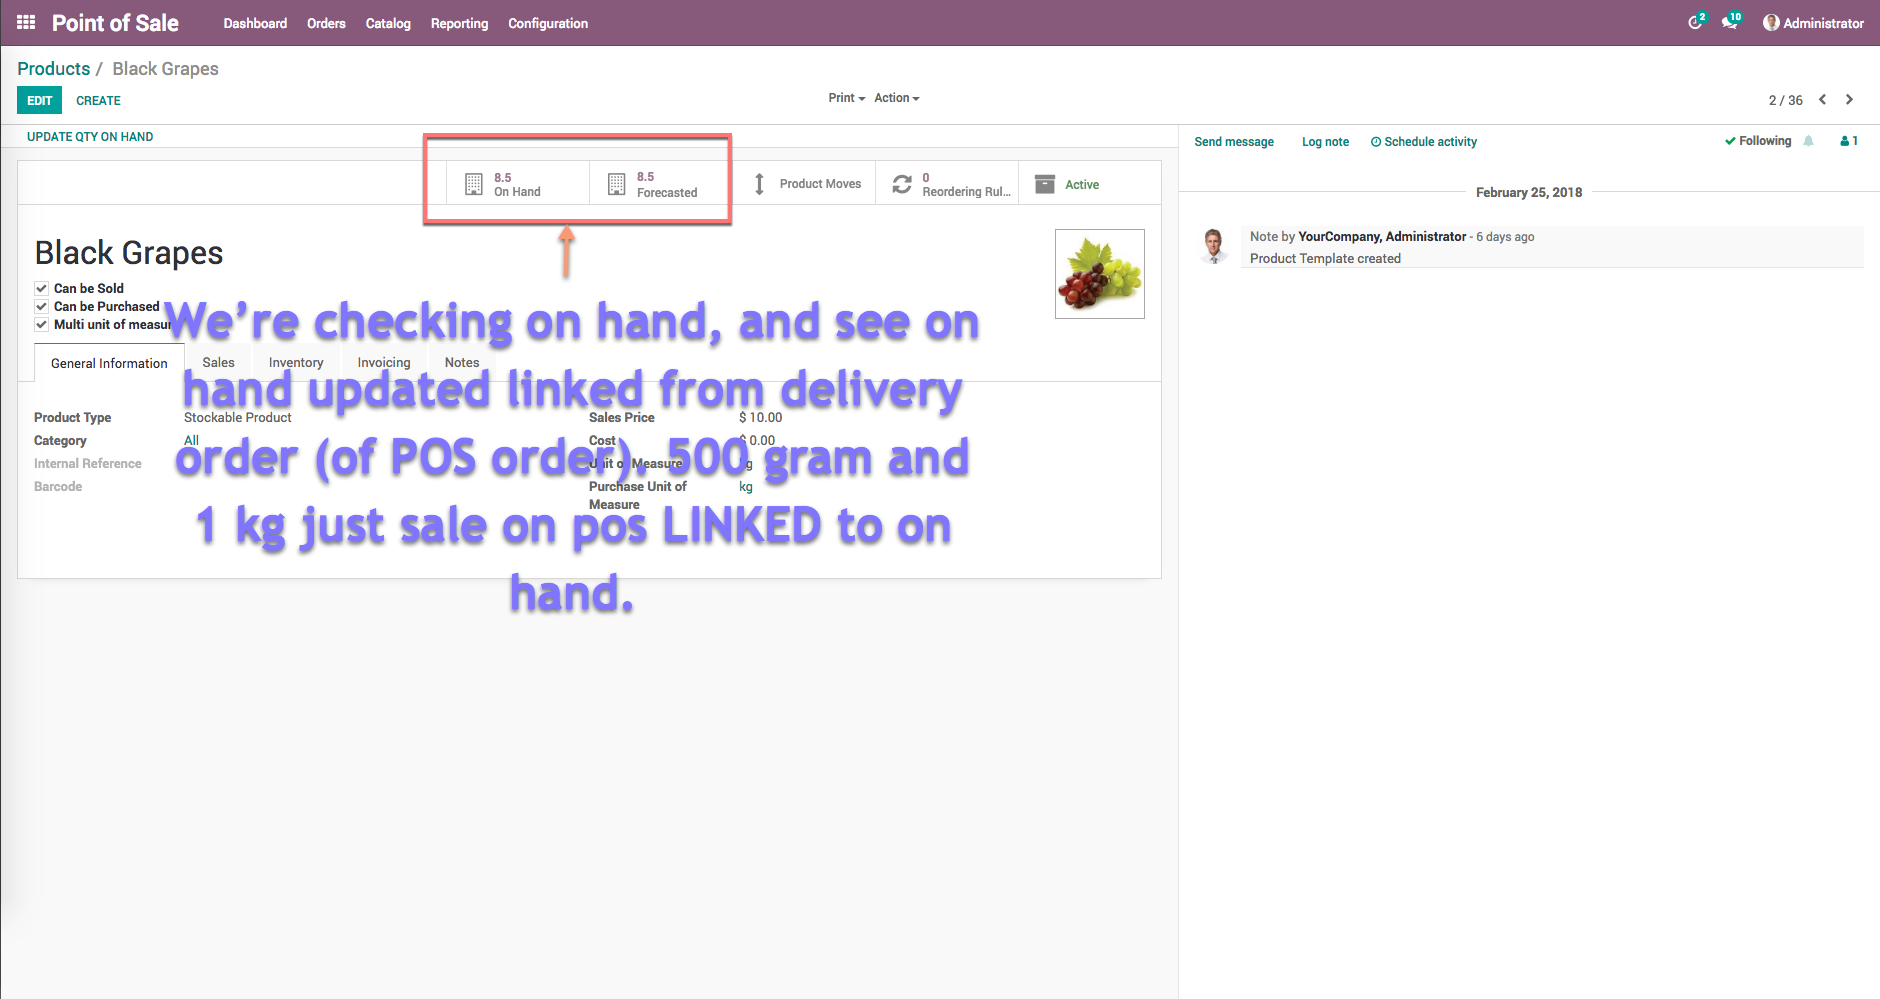 Point of Sale Dashboard Orders Catalog Reporting Configuration 2 10 Administrator
Products / Black Grapes
EDIT CREATE Print Action 2 / 36
UPDATE QTY ON HAND
Send message Log note Schedule activity Following 1
8.5
On Hand
8.5
Forecasted
Product Moves
0
Reordering Rul...
Active
February 25, 2018
Note by YourCompany, Administrator - 6 days ago
Product Template created
Black Grapes
Can be Sold
Can be Purchased
Multi unit of measur
We’re checking on hand, and see on
hand updated linked from delivery
order (of POS order). 500 gram and
1 kg just sale on pos LINKED to on
hand.
General Information Sales Inventory Invoicing Notes
Product Type Stockable Product
Category All
Internal Reference
Barcode
Sales Price $ 10.00
Cost $ 0.00
Unit of Measure kg
Purchase Unit of kg
Measure